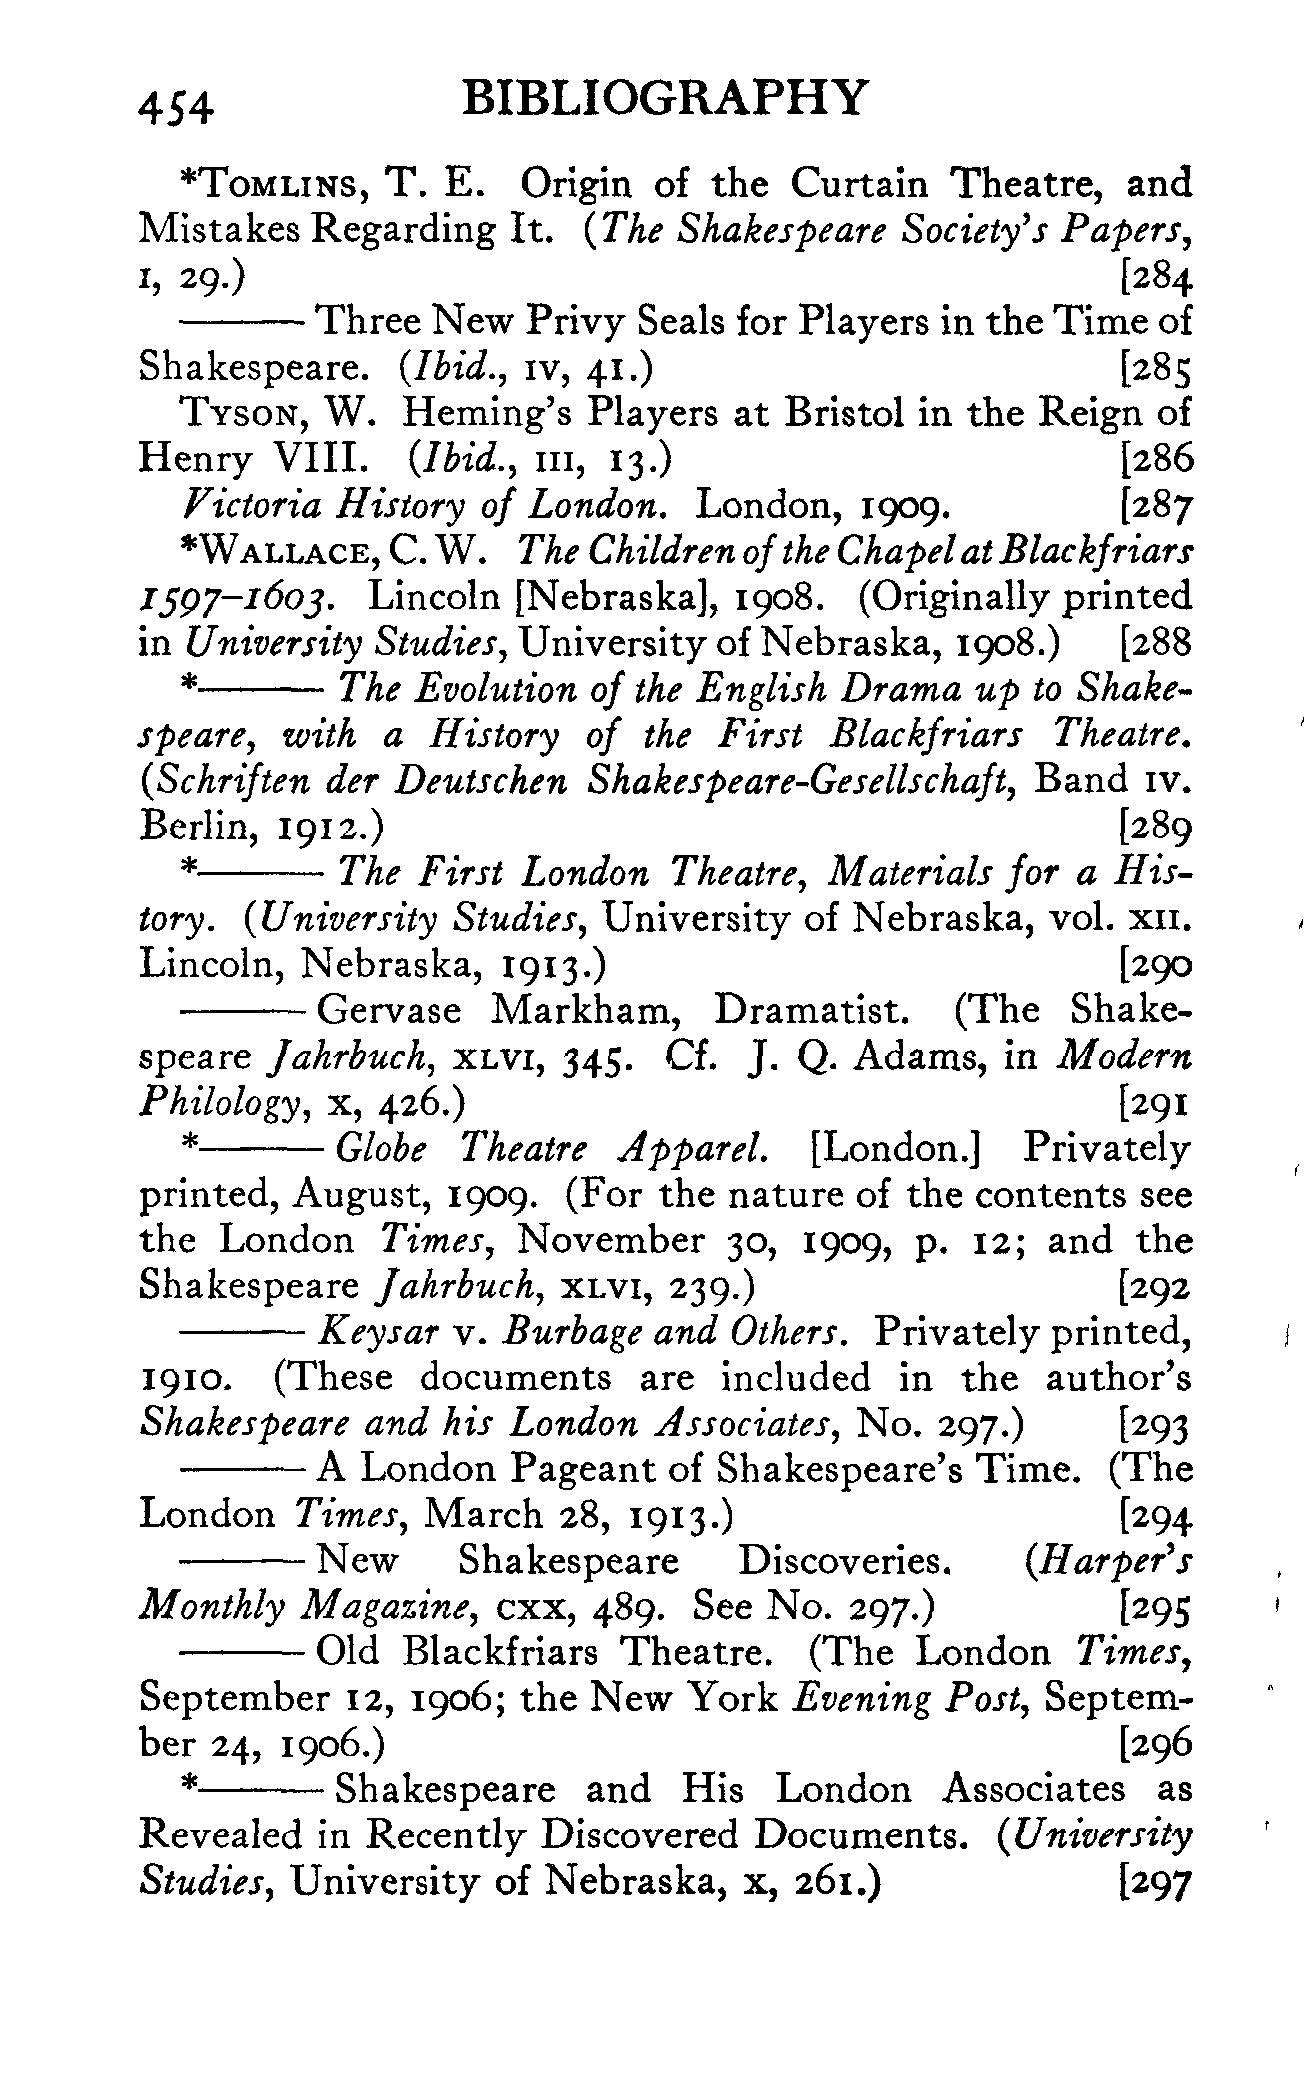 454 BIBLIOGRAPHY
*Tomlins, T. E. Origin of the Curtain Theatre, and
Mistakes Regarding It. (The Shakespeare Society's Papers,
I, 29.) [284
——— Three New Privy Seals for Players in the Time of
Shakespeare. (Ibid., IV, 41.) [285
Tyson, W. Heming's Players at Bristol in the Reign of
Henry VIII. (Ibid., III, 13.) [286
Victoria History of London. London, 1909. [287
*Wallace, C. W. The Children of the Chapel at Blackfriars
1597–1603. Lincoln [Nebraska], 1908. (Originally printed
in University Studies, University of Nebraska, 1908.) [288
*——— The Evolution of the English Drama up to Shake-
speare, with a History of the First Blackfriars Theatre.
(Schriften der Deutschen Shakespeare-Gesellschaft, Band IV.
Berlin, 1912.) [289
*——— The First London Theatre, Materials for a His-
tory. (University Studies, University of Nebraska, vol. XII.
Lincoln, Nebraska, 1913.) [290
——— Gervase Markham, Dramatist. (The Shake-
speare Jahrbuch, XLVI, 345. Cf. J. Q. Adams, in Modern
Philology, X, 426.) [291
*——— Globe Theatre Apparel. [London.] Privately
printed, August, 1909. (For the nature of the contents see
the London Times, November 30, 1909, p. 12; and the
Shakespeare Jahrbuch, XLVI, 239.) [292
——— Keysar v. Burbage and Others. Privately printed,
1910. (These documents are included in the author's
Shakespeare and his London Associates, No. 297.) [293
——— A London Pageant of Shakespeare's Time. (The
London Times, March 28, 1913.) [294
——— New Shakespeare Discoveries. (Harper's
Monthly Magazine, CXX, 489. See No. 297.) [295
——— Old Blackfriars Theatre. (The London Times,
September 12, 1906; the New York Evening Post, Septem-
ber 24, 1906.) [296
*——— Shakespeare and His London Associates as
Revealed in Recently Discovered Documents. (University
Studies, University of Nebraska, X, 261.) [297